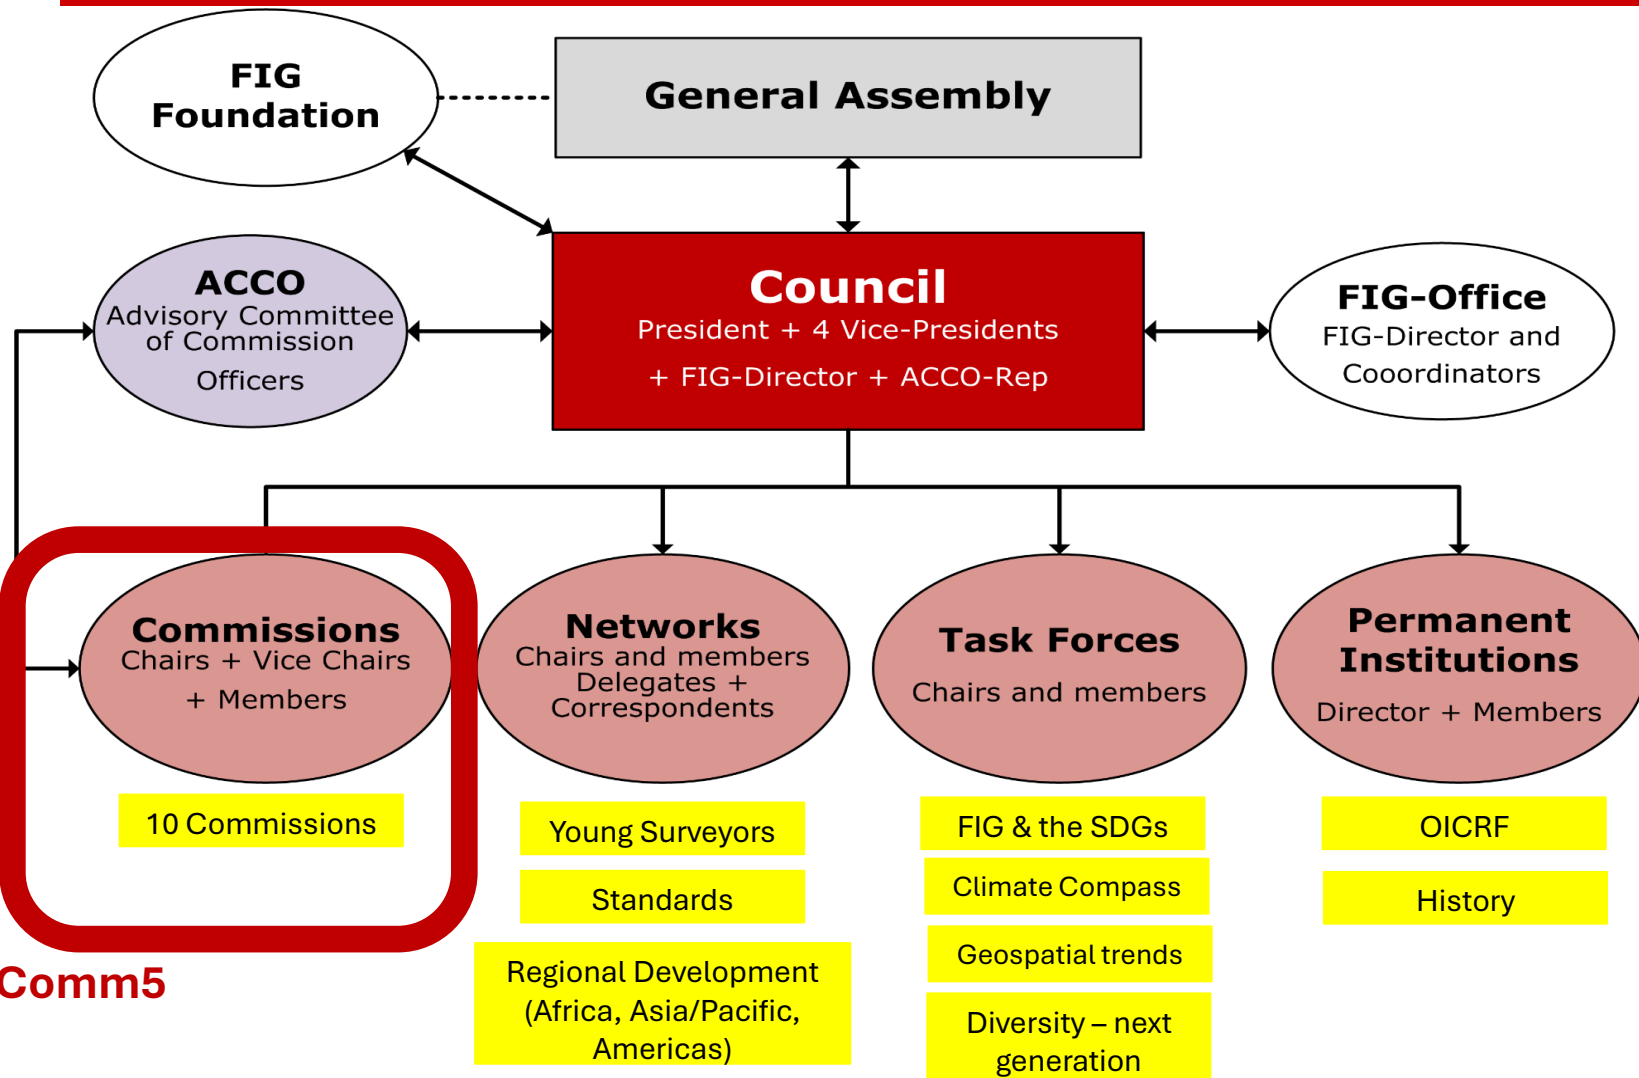 FIG
Foundation
General Assembly
ACCO
Advisory Committee
of Commission
Officers
Council
President + 4 Vice-Presidents
+ FIG-Director + ACCO-Rep
FIG-Office
FIG-Director and
Cooordinators
Commissions
Chairs + Vice Chairs
+ Members
10 Commissions
Comm5
Networks
Chairs and members
Delegates +
Correspondents
Young Surveyors
Standards
Regional Development
(Africa, Asia/Pacific,
Americas)
Task Forces
Chairs and members
FIG & the SDGs
Climate Compass
Geospatial trends
Diversity – next
generation
Permanent
Institutions
Director + Members
OICRF
History